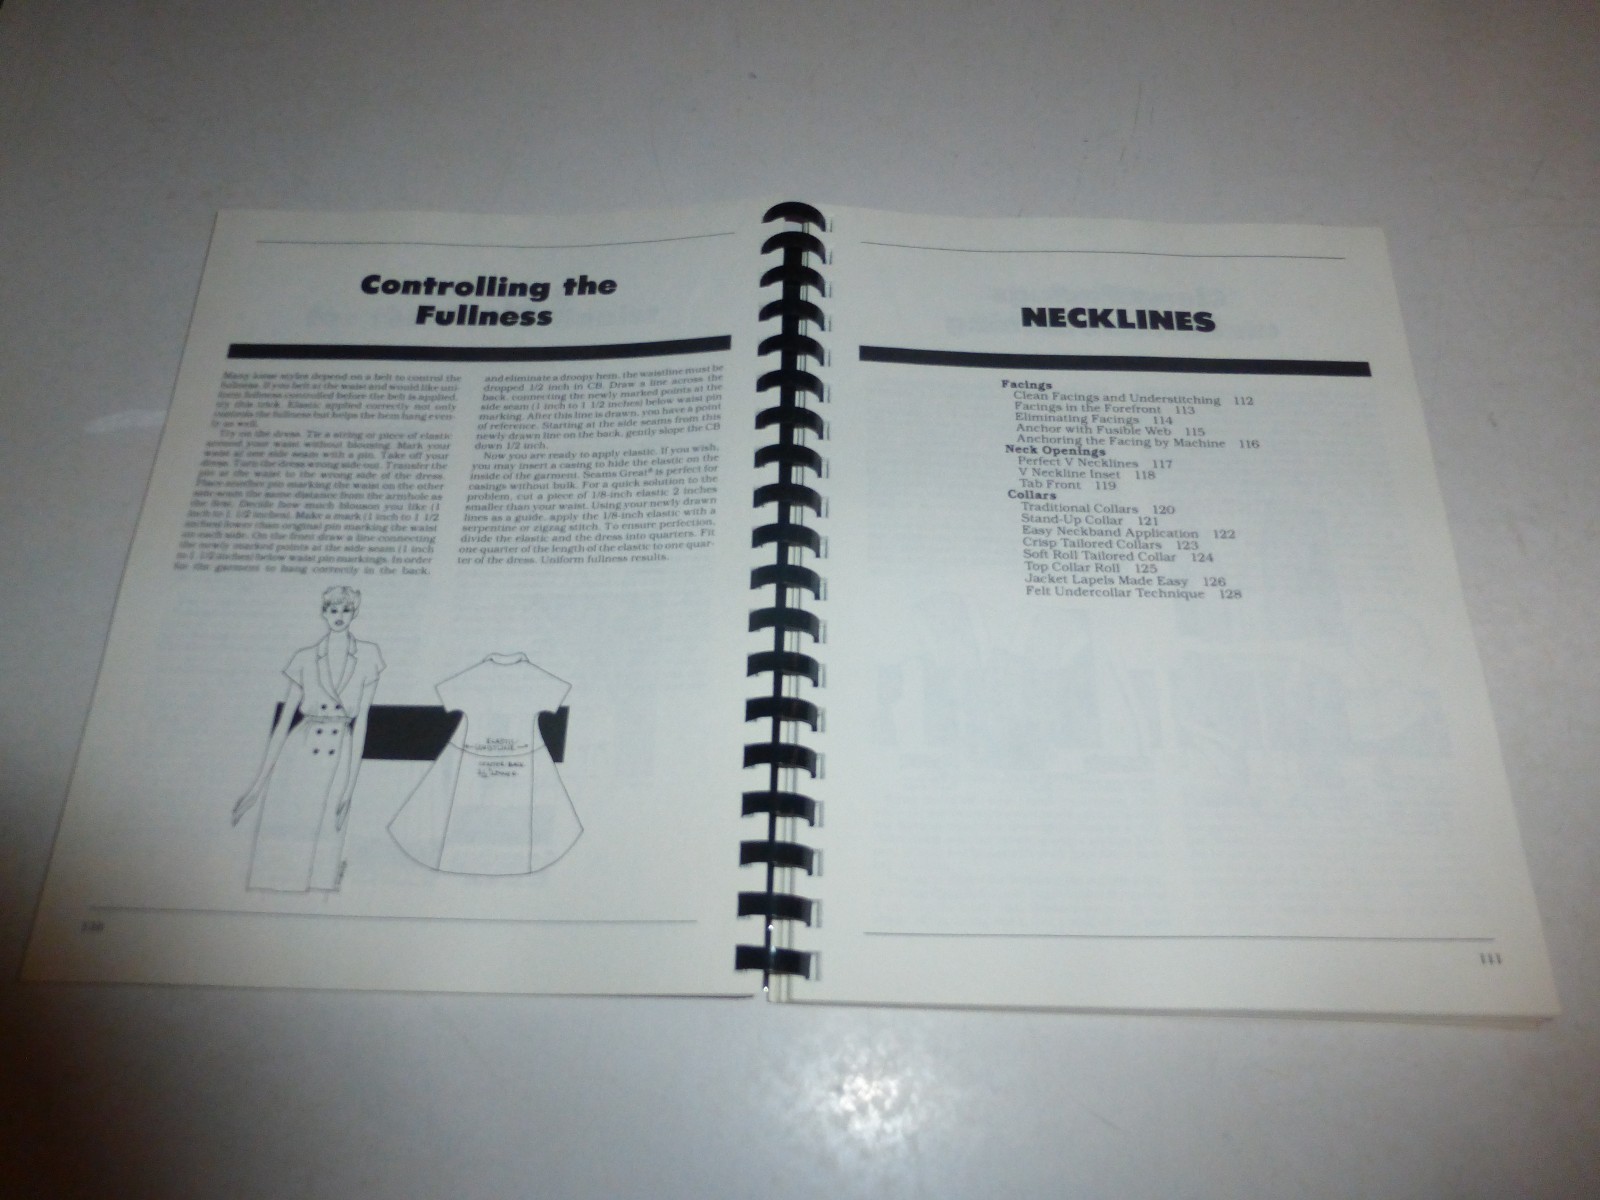 Controlling the
Fullness
Many loose styles depend on a belt to control the
fullness. If you belt at the waist and would like uni-
form fullness controlled before the belt is applied,
try this trick. Elastic applied correctly not only
controls the fullness but helps the hem hang even-
ly as well.
Try on the dress. Tie a string or piece of elastic
around your waist without blousing. Mark your
waist at one side seam with a pin. Take off your
dress. Turn the dress wrong side out. Transfer the
pin at the waist to the wrong side of the dress.
Place another pin marking the waist on the other
side seam the same distance from the armhole as
the first. Decide how much blouson you like (1
inch to 1 1/2 inches). Make a mark (1 inch to 1 1/2
inches) lower than original pin marking the waist
on each side. On the front draw a line connecting
the newly marked points at the side seam (1 inch
to 1 1/2 inches) below waist pin markings. In order
for the garment to hang correctly in the back,
and eliminate a droopy hem, the waistline must be
dropped 1/2 inch in CB. Draw a line across the
back, connecting the newly marked points at the
side seam (1 inch to 1 1/2 inches) below waist pin
marking. After this line is drawn, you have a point
of reference. Starting at the side seams from this
newly drawn line on the back, gently slope the CB
down 1/2 inch.
Now you are ready to apply elastic. If you wish,
you may insert a casing to hide the elastic on the
inside of the garment. Seams Great® is perfect for
casings without bulk. For a quick solution to the
problem, cut a piece of 1/8-inch elastic 2 inches
smaller than your waist. Using your newly drawn
lines as a guide, apply the 1/8-inch elastic with a
serpentine or zigzag stitch. To ensure perfection,
divide the elastic and the dress into quarters. Fit
one quarter of the length of the elastic to one quar-
ter of the dress. Uniform fullness results.
ELASTIC
WAISTLINE
CENTER BACK
1/2" LOWER
110
NECKLINES
Facings
Clean Facings and Understitching 112
Facings in the Forefront 113
Eliminating Facings 114
Anchor with Fusible Web 115
Anchoring the Facing by Machine 116
Neck Openings
Perfect V Necklines 117
V Neckline Inset 118
Tab Front 119
Collars
Traditional Collars 120
Stand-Up Collar 121
Easy Neckband Application 122
Crisp Tailored Collars 123
Soft Roll Tailored Collar 124
Top Collar Roll 125
Jacket Lapels Made Easy 126
Felt Undercollar Technique 128
111